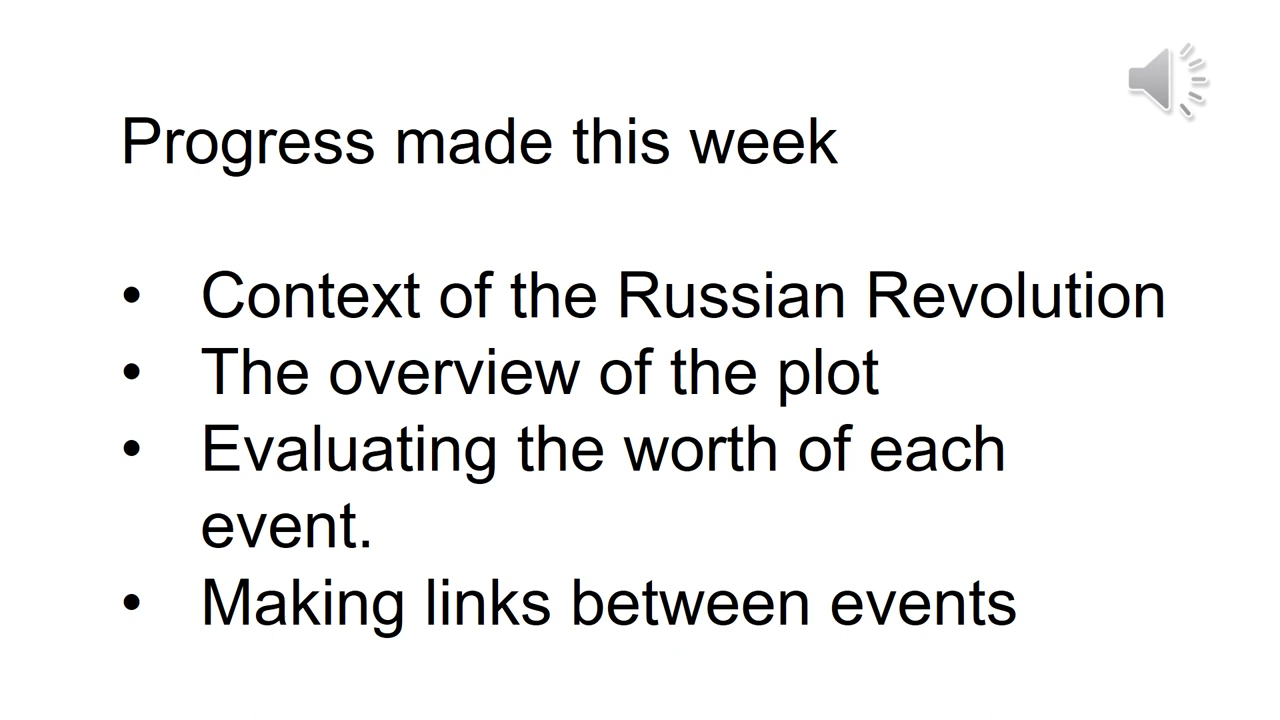 Progress made this week
• Context of the Russian Revolution
• The overview of the plot
• Evaluating the worth of each
event.
• Making links between events